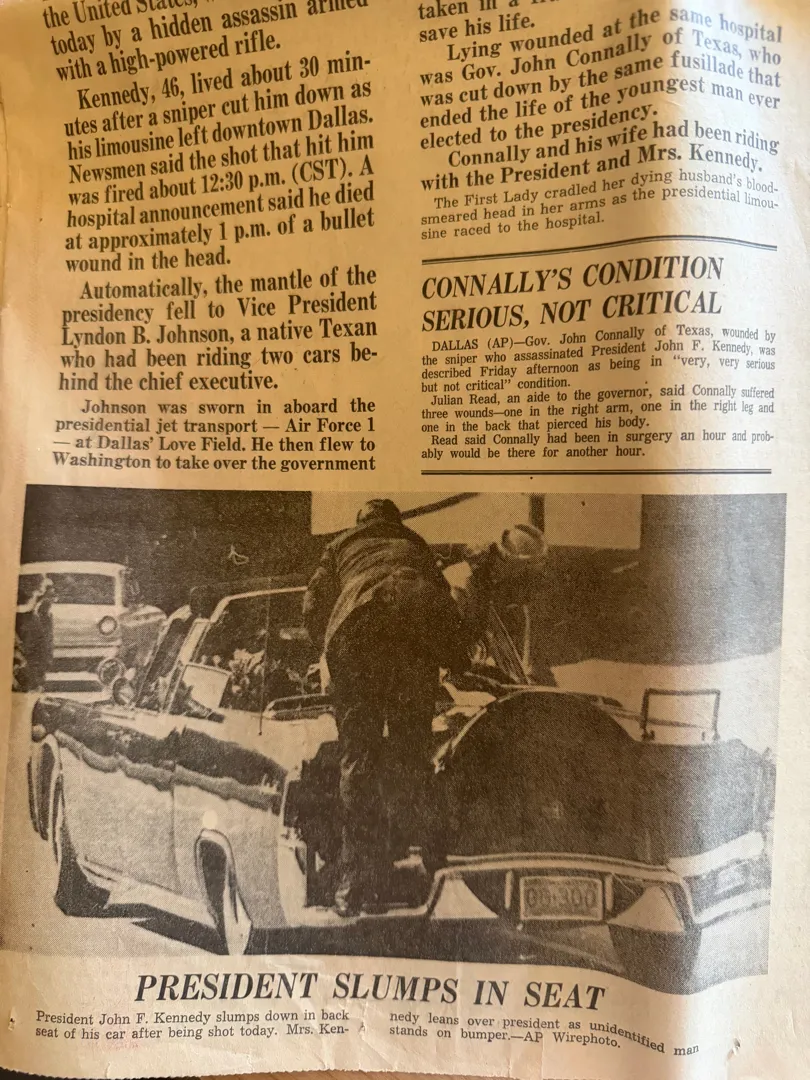 the United States,
today by a hidden assassin armed
with a high-powered rifle.
Kennedy, 46, lived about 30 min-
utes after a sniper cut him down as
his limousine left downtown Dallas.
Newsmen said the shot that hit him
was fired about 12:30 p.m. (CST). A
hospital announcement said he died
at approximately 1 p.m. of a bullet
wound in the head.
Automatically, the mantle of the
presidency fell to Vice President
Lyndon B. Johnson, a native Texan
who had been riding two cars be-
hind the chief executive.
Johnson was sworn in aboard the
presidential jet transport — Air Force 1
— at Dallas' Love Field. He then flew to
Washington to take over the government
taken in a
save his life.
Lying wounded at the same hospital
was Gov. John Connally of Texas, who
was cut down by the same fusillade that
ended the life of the youngest man ever
elected to the presidency.
Connally and his wife had been riding
with the President and Mrs. Kennedy.
The First Lady cradled her dying husband's blood-
smeared head in her arms as the presidential limou-
sine raced to the hospital.
CONNALLY'S CONDITION
SERIOUS, NOT CRITICAL
DALLAS (AP)—Gov. John Connally of Texas, wounded by
the sniper who assassinated President John F. Kennedy, was
described Friday afternoon as being in "very, very serious
but not critical" condition.
Julian Read, an aide to the governor, said Connally suffered
three wounds—one in the right arm, one in the right leg and
one in the back that pierced his body.
Read said Connally had been in surgery an hour and prob-
ably would be there for another hour.
GG·300
PRESIDENT SLUMPS IN SEAT
President John F. Kennedy slumps down in back
seat of his car after being shot today. Mrs. Ken-
nedy leans over president as unidentified man
stands on bumper.—AP Wirephoto.